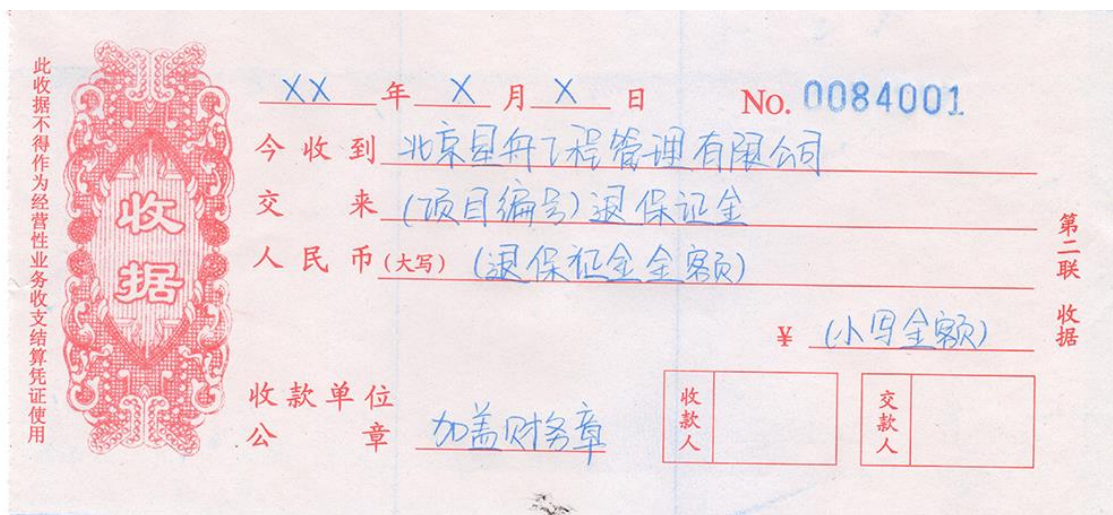 此收据不得作为经营性业务收支结算凭证使用
收据
XX年X月X日 No. 0084001
今收到 北京星舟工程管理有限公司
交来 (项目编号)退保证金
人民币(大写) (退保证金金额)
¥ (小写金额)
收款单位
公章 加盖财务章
收款人
交款人
第二联 收据